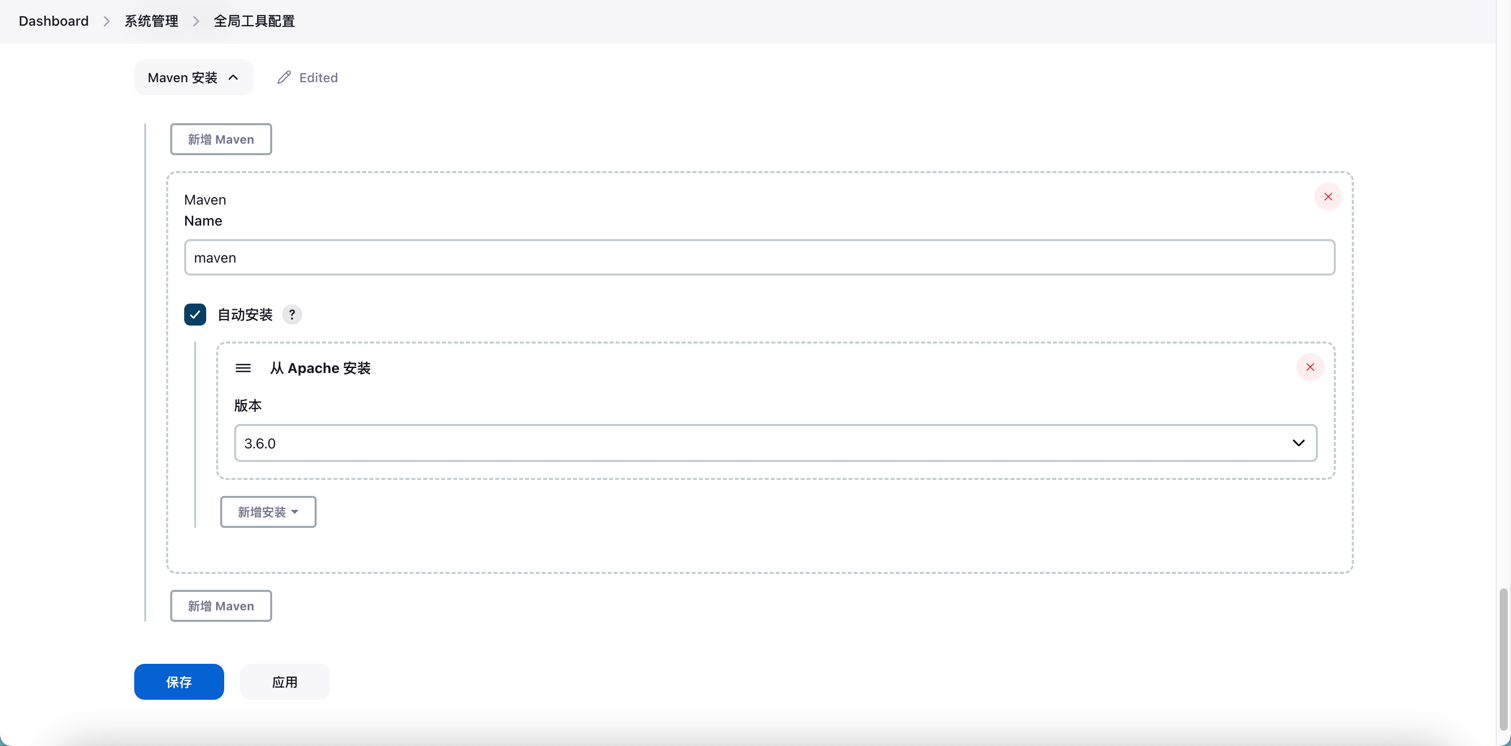 Dashboard 系统管理 全局工具配置
Maven 安装 Edited
新增 Maven
Maven
Name
maven
自动安装 ?
从 Apache 安装
版本
3.6.0
新增安装
新增 Maven
保存 应用